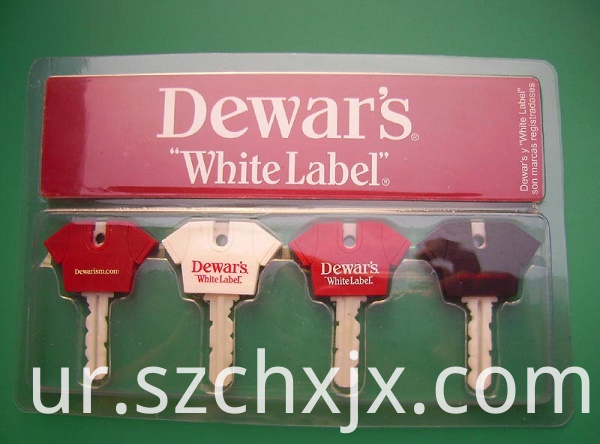 Dewar's®
"White Label"®
Dewar's y "White Label"
son marcas registradases
Dewarism.com
Dewar's
"White Label"
Dewar's
"White Label"
ur.szchxjx.com